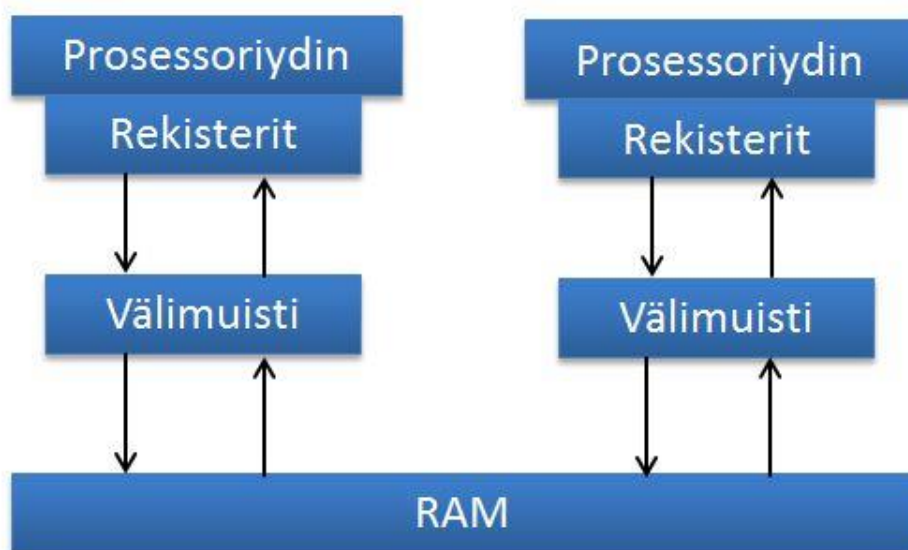 Prosessoriydin
Rekisterit
Välimuisti
Prosessoriydin
Rekisterit
Välimuisti
RAM